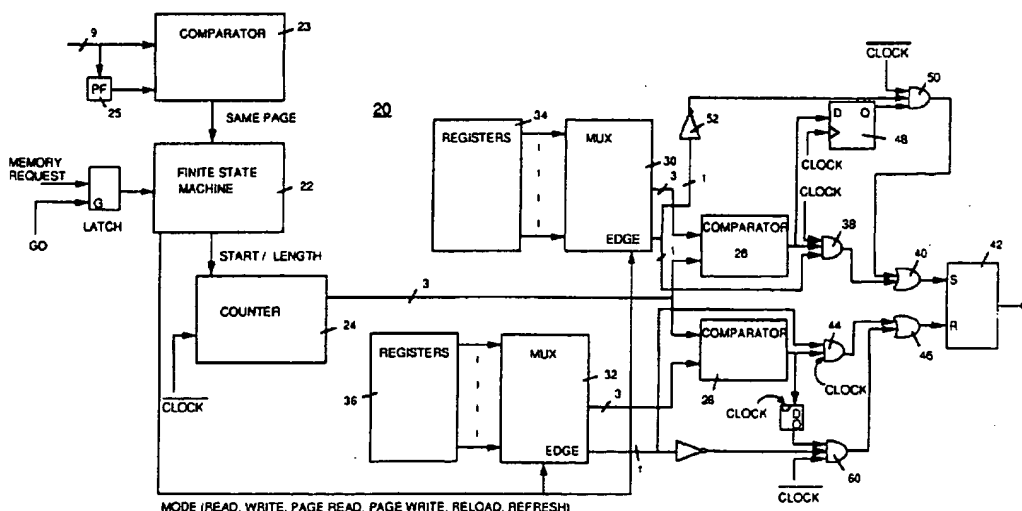 9
COMPARATOR
23
PF
25
SAME PAGE
20
MEMORY
REQUEST
GO
G
LATCH
FINITE STATE
MACHINE
22
START / LENGTH
COUNTER
24
CLOCK
3
REGISTERS
34
MUX
30
EDGE
3
1
1
52
COMPARATOR
26
CLOCK
50
D Q
48
CLOCK
CLOCK
38
40
42
S
R
REGISTERS
36
MUX
32
EDGE
3
1
COMPARATOR
28
44
CLOCK
46
CLOCK
D
Q
60
CLOCK
MODE (READ, WRITE, PAGE READ, PAGE WRITE, RELOAD, REFRESH)